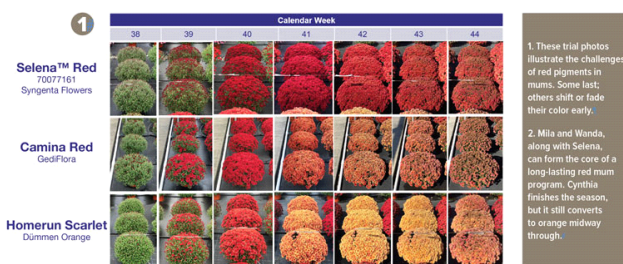 1
Calendar Week
38 39 40 41 42 43 44
Selena™ Red
70077161
Syngenta Flowers
Camina Red
GediFlora
Homerun Scarlet
Dümmen Orange
1. These trial photos
illustrate the challenges
of red pigments in
mums. Some last;
others shift or fade
their color early.
2. Mila and Wanda,
along with Selena,
can form the core of a
long-lasting red mum
program. Cynthia
finishes the season,
but it still converts
to orange midway
through.